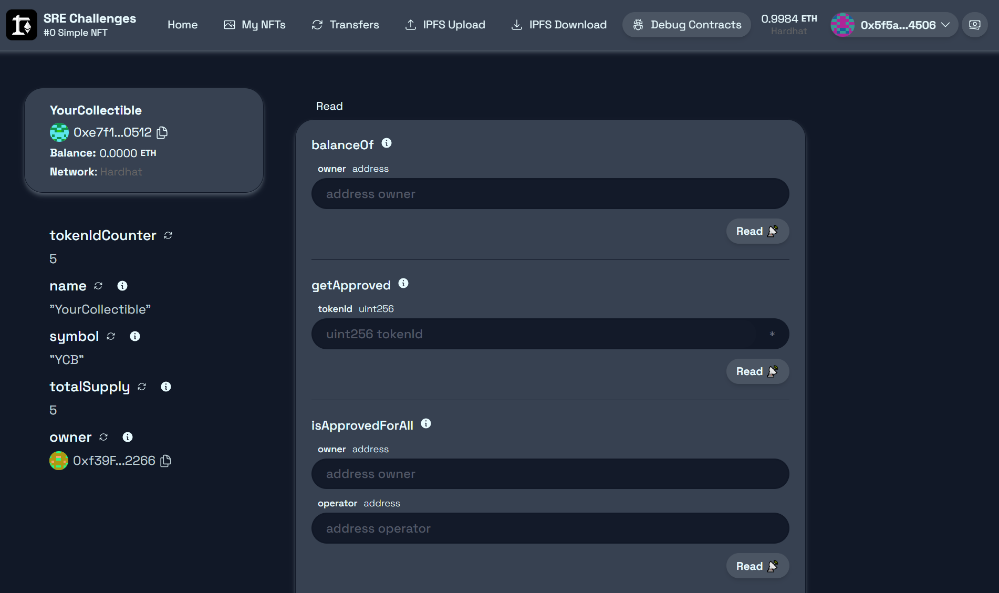 SRE Challenges
#0 Simple NFT
Home
My NFTs
Transfers
IPFS Upload
IPFS Download
Debug Contracts
0.9984 ETH
Hardhat
0x5f5a...4506
YourCollectible
0xe7f1...0512
Balance: 0.0000 ETH
Network: Hardhat
tokenIdCounter
5
name
"YourCollectible"
symbol
"YCB"
totalSupply
5
owner
0xf39F...2266
Read
balanceOf
owner address
address owner
Read
getApproved
tokenId uint256
uint256 tokenId
*
Read
isApprovedForAll
owner address
address owner
operator address
address operator
Read